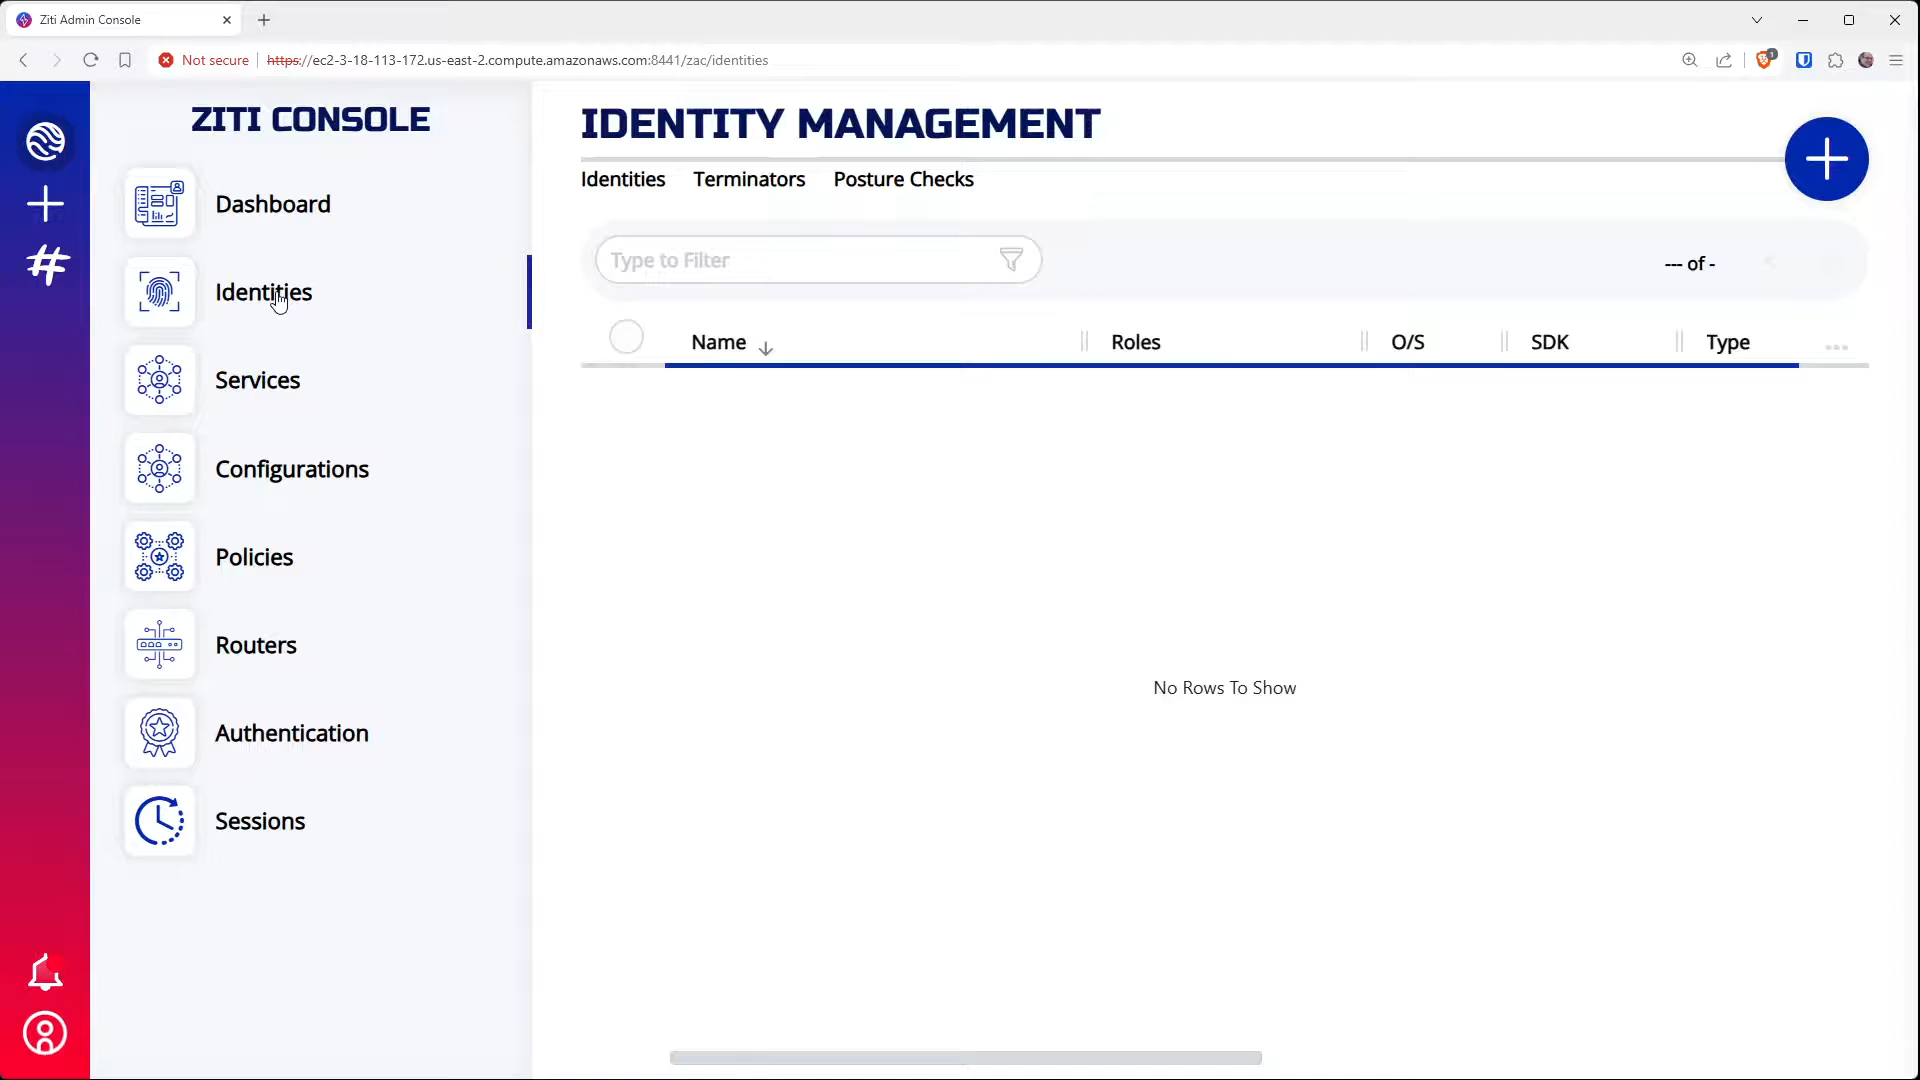 Ziti Admin Console
Not secure
https://ec2-3-18-113-172.us-east-2.compute.amazonaws.com:8441/zac/identities
1
ZITI CONSOLE
Dashboard
Identities
Services
Configurations
Policies
Routers
Authentication
Sessions
IDENTITY MANAGEMENT
Identities Terminators Posture Checks
Type to Filter
--- of -
Name Roles O/S SDK Type ...
No Rows To Show